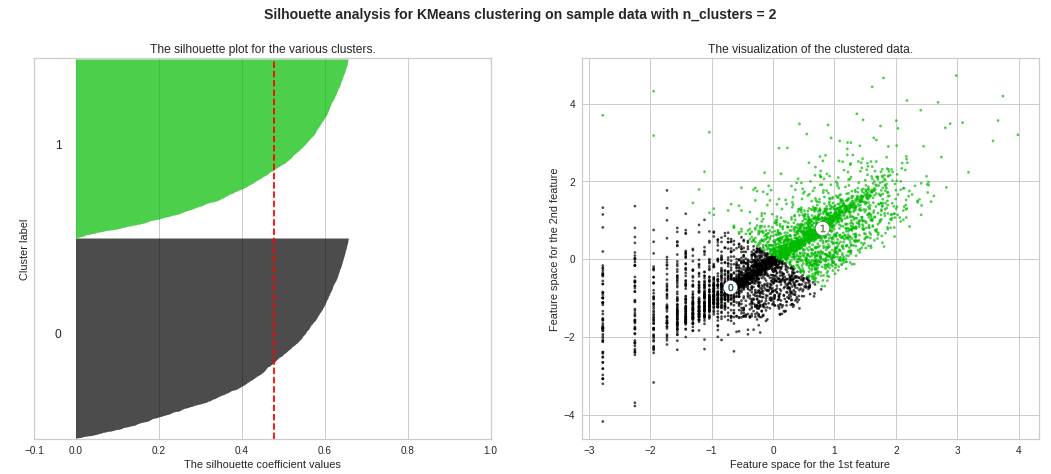 Silhouette analysis for KMeans clustering on sample data with n_clusters = 2
The silhouette plot for the various clusters.
Cluster label
1
0
−0.1 0.0 0.2 0.4 0.6 0.8 1.0
The silhouette coefficient values
The visualization of the clustered data.
Feature space for the 2nd feature
4
2
0
−2
−4
1
0
−3 −2 −1 0 1 2 3 4
Feature space for the 1st feature